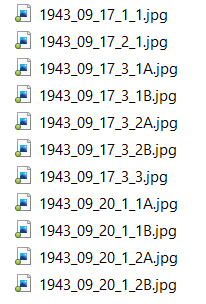 1943_09_17_1_1.jpg
1943_09_17_2_1.jpg
1943_09_17_3_1A.jpg
1943_09_17_3_1B.jpg
1943_09_17_3_2A.jpg
1943_09_17_3_2B.jpg
1943_09_17_3_3.jpg
1943_09_20_1_1A.jpg
1943_09_20_1_1B.jpg
1943_09_20_1_2A.jpg
1943_09_20_1_2B.jpg